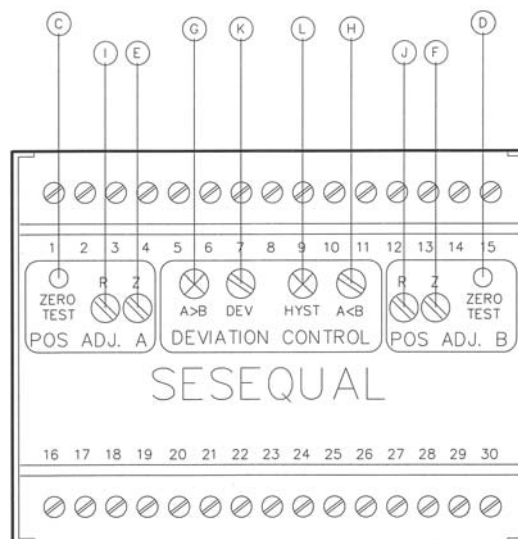 C I E G K L H J F D
1 2 3 4 5 6 7 8 9 10 11 12 13 14 15
R Z R Z
ZERO TEST A>B DEV HYST A<B ZERO TEST
POS ADJ. A DEVIATION CONTROL POS ADJ. B
SESEQUAL
16 17 18 19 20 21 22 23 24 25 26 27 28 29 30